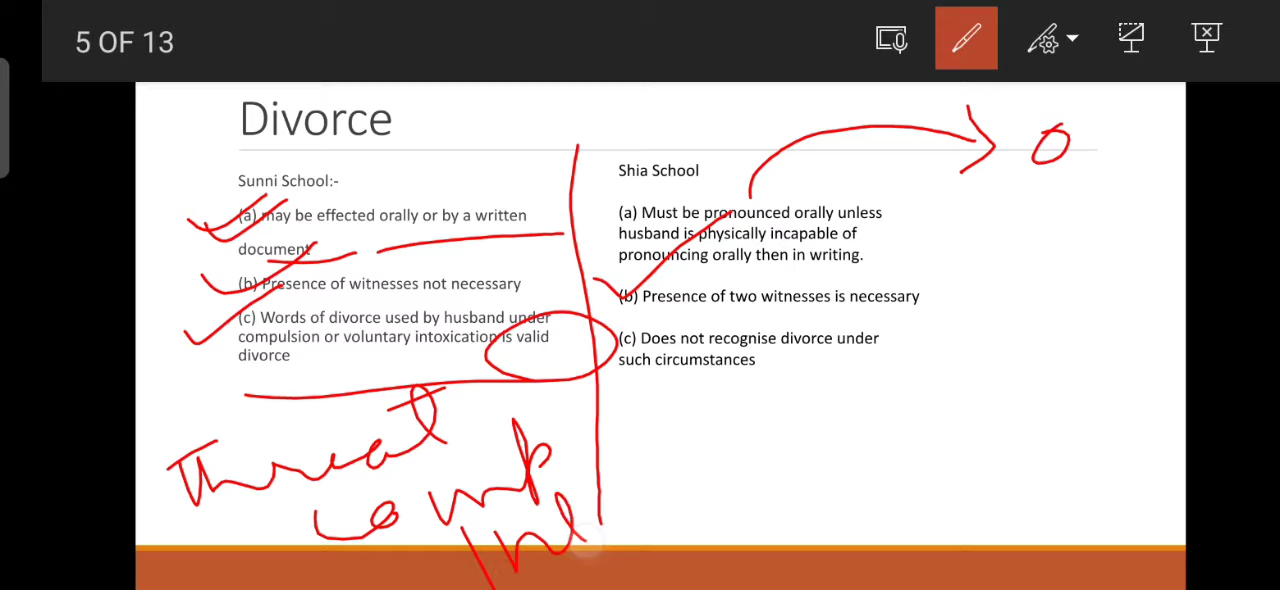 5 OF 13
Divorce
Sunni School:-
(a) may be effected orally or by a written
document
(b) Presence of witnesses not necessary
(c) Words of divorce used by husband under
compulsion or voluntary intoxication is valid
divorce
Threat
Shia School
(a) Must be pronounced orally unless
husband is physically incapable of
pronouncing orally then in writing.
(b) Presence of two witnesses is necessary
(c) Does not recognise divorce under
such circumstances